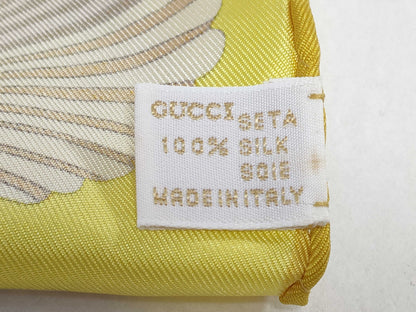 GUCCI SETA
100% SILK
SOIE
MADE IN ITALY